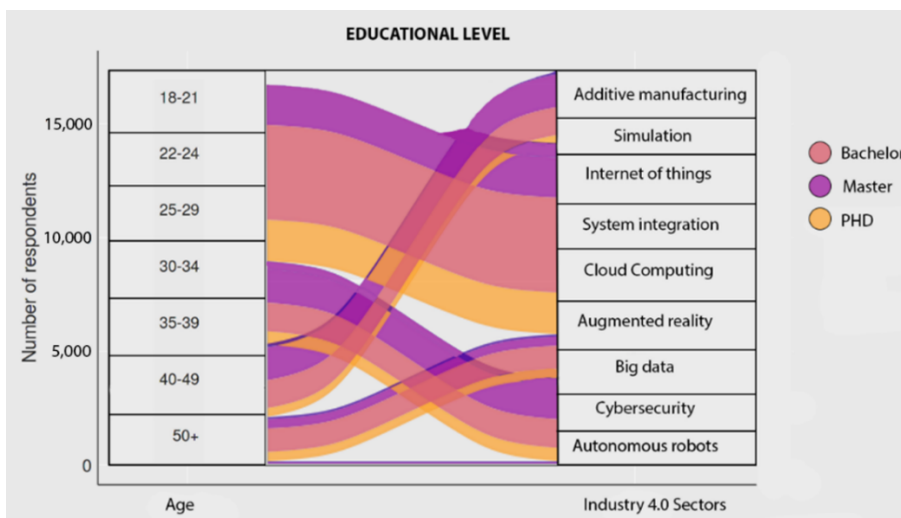 EDUCATIONAL LEVEL
Number of respondents
15,000
10,000
5,000
0
18-21
22-24
25-29
30-34
35-39
40-49
50+
Additive manufacturing
Simulation
Internet of things
System integration
Cloud Computing
Augmented reality
Big data
Cybersecurity
Autonomous robots
Bachelor
Master
PHD
Age
Industry 4.0 Sectors